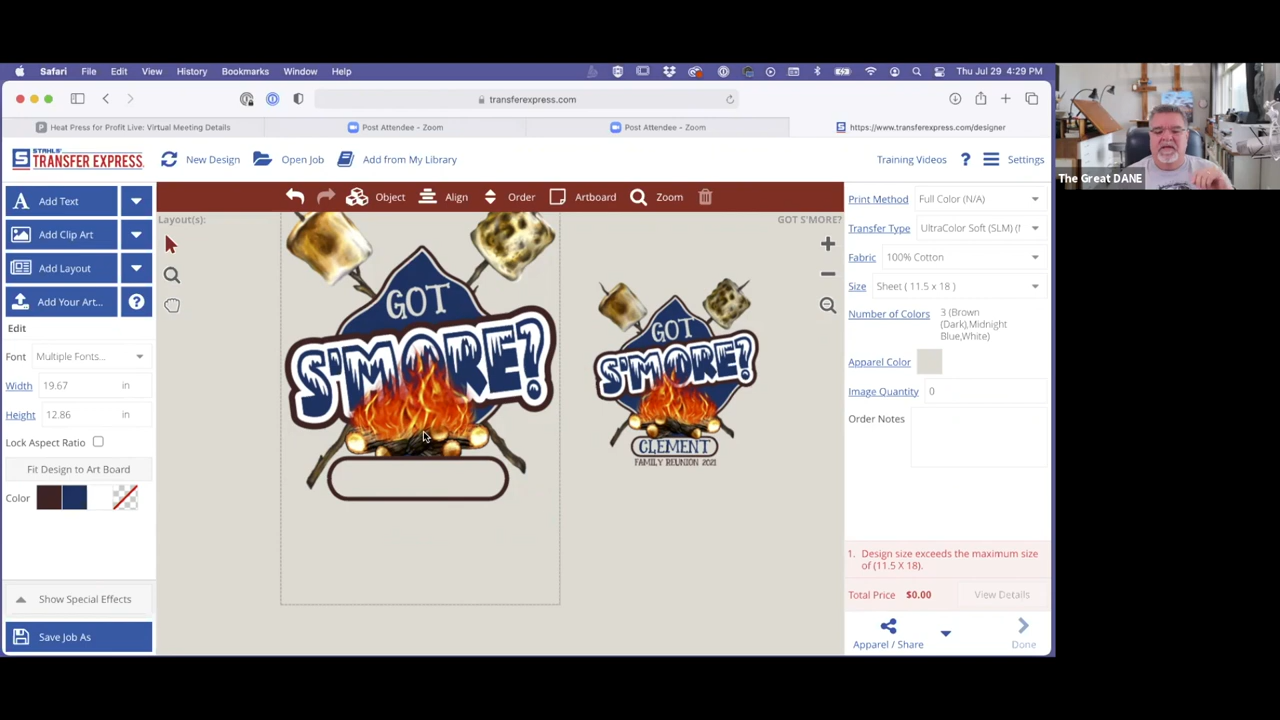 Safari File Edit View History Bookmarks Window Help Thu Jul 29 4:29 PM
transferexpress.com
Heat Press for Profit Live: Virtual Meeting Details
Post Attendee - Zoom
Post Attendee - Zoom
https://www.transferexpress.com/designer
The Great DANE
STAHLS'
TRANSFER EXPRESS
New Design
Open Job
Add from My Library
Training Videos
?
Settings
Add Text
Add Clip Art
Add Layout
Add Your Art...
?
Object
Align
Order
Artboard
Zoom
Layout(s):
GOT S'MORE?
GOT
S'MORE?
GOT
S'MORE?
CLEMENT
FAMILY REUNION 2021
Edit
Font Multiple Fonts...
Width 19.67 in
Height 12.86 in
Lock Aspect Ratio
Fit Design to Art Board
Color
Show Special Effects
Save Job As
Print Method Full Color (N/A)
Transfer Type UltraColor Soft (SLM) (
Fabric 100% Cotton
Size Sheet ( 11.5 x 18 )
Number of Colors 3 (Brown
(Dark),Midnight
Blue,White)
Apparel Color
Image Quantity 0
Order Notes
1. Design size exceeds the maximum size
of (11.5 X 18).
Total Price $0.00 View Details
Apparel / Share
Done